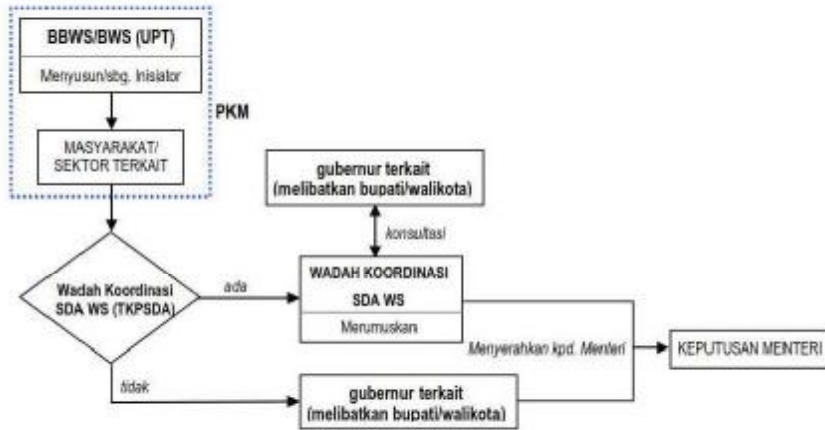 BBWS/BWS (UPT)
Menyusun/sbg. Inisiator
PKM
MASYARAKAT/
SEKTOR TERKAIT
gubernur terkait
(melibatkan bupati/walikota)
konsultasi
Wadah Koordinasi
SDA WS (TKPSDA)
ada
WADAH KOORDINASI
SDA WS
Merumuskan
Menyerahkan kpd. Menteri
KEPUTUSAN MENTERI
tidak
gubernur terkait
(melibatkan bupati/walikota)